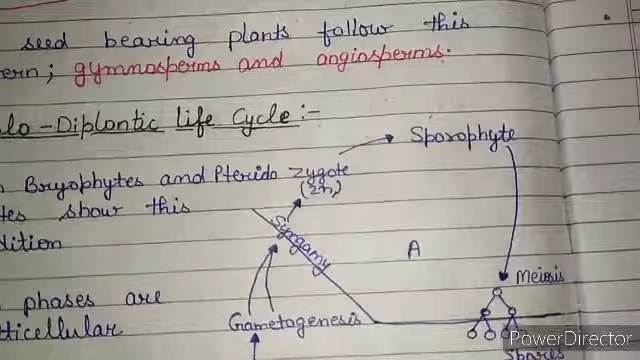 seed bearing plants follow this
ern; gymnosperms and angiosperms.
lo-Diplontic Life Cycle :-
Sporophyte
Bryophytes and Pterido
Zygote
(2n)
tes show this
Syngamy
dition
A
phases are
Meiosis
ticellular.
Gametogenesis
Spores
PowerDirector